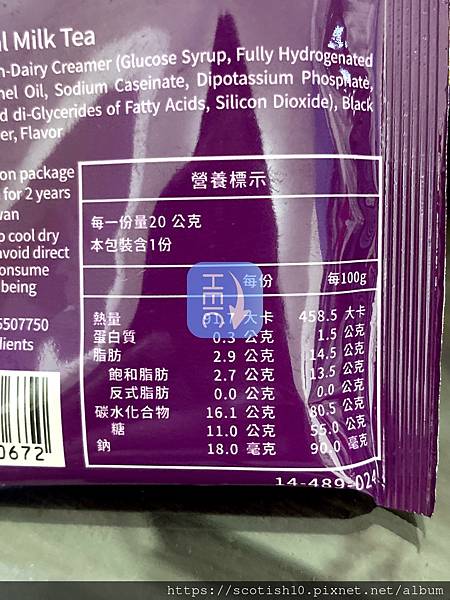 l Milk Tea
n-Dairy Creamer (Glucose Syrup, Fully Hydrogenated
nel Oil, Sodium Caseinate, Dipotassium Phosphate,
d di-Glycerides of Fatty Acids, Silicon Dioxide), Black
er, Flavor
on package
for 2 years
wan
o cool dry
avoid direct
onsume
being
5507750
dients
0672
營養標示
每一份量20 公克
本包裝含1份
每份 每100g
熱量 91.7 大卡 458.5 大卡
蛋白質 0.3 公克 1.5 公克
脂肪 2.9 公克 14.5 公克
飽和脂肪 2.7 公克 13.5 公克
反式脂肪 0.0 公克 0.0 公克
碳水化合物 16.1 公克 80.5 公克
糖 11.0 公克 55.0 公克
鈉 18.0 毫克 90.0 毫克
14-489-024
HEIC
https://scotish10.pixnet.net/album